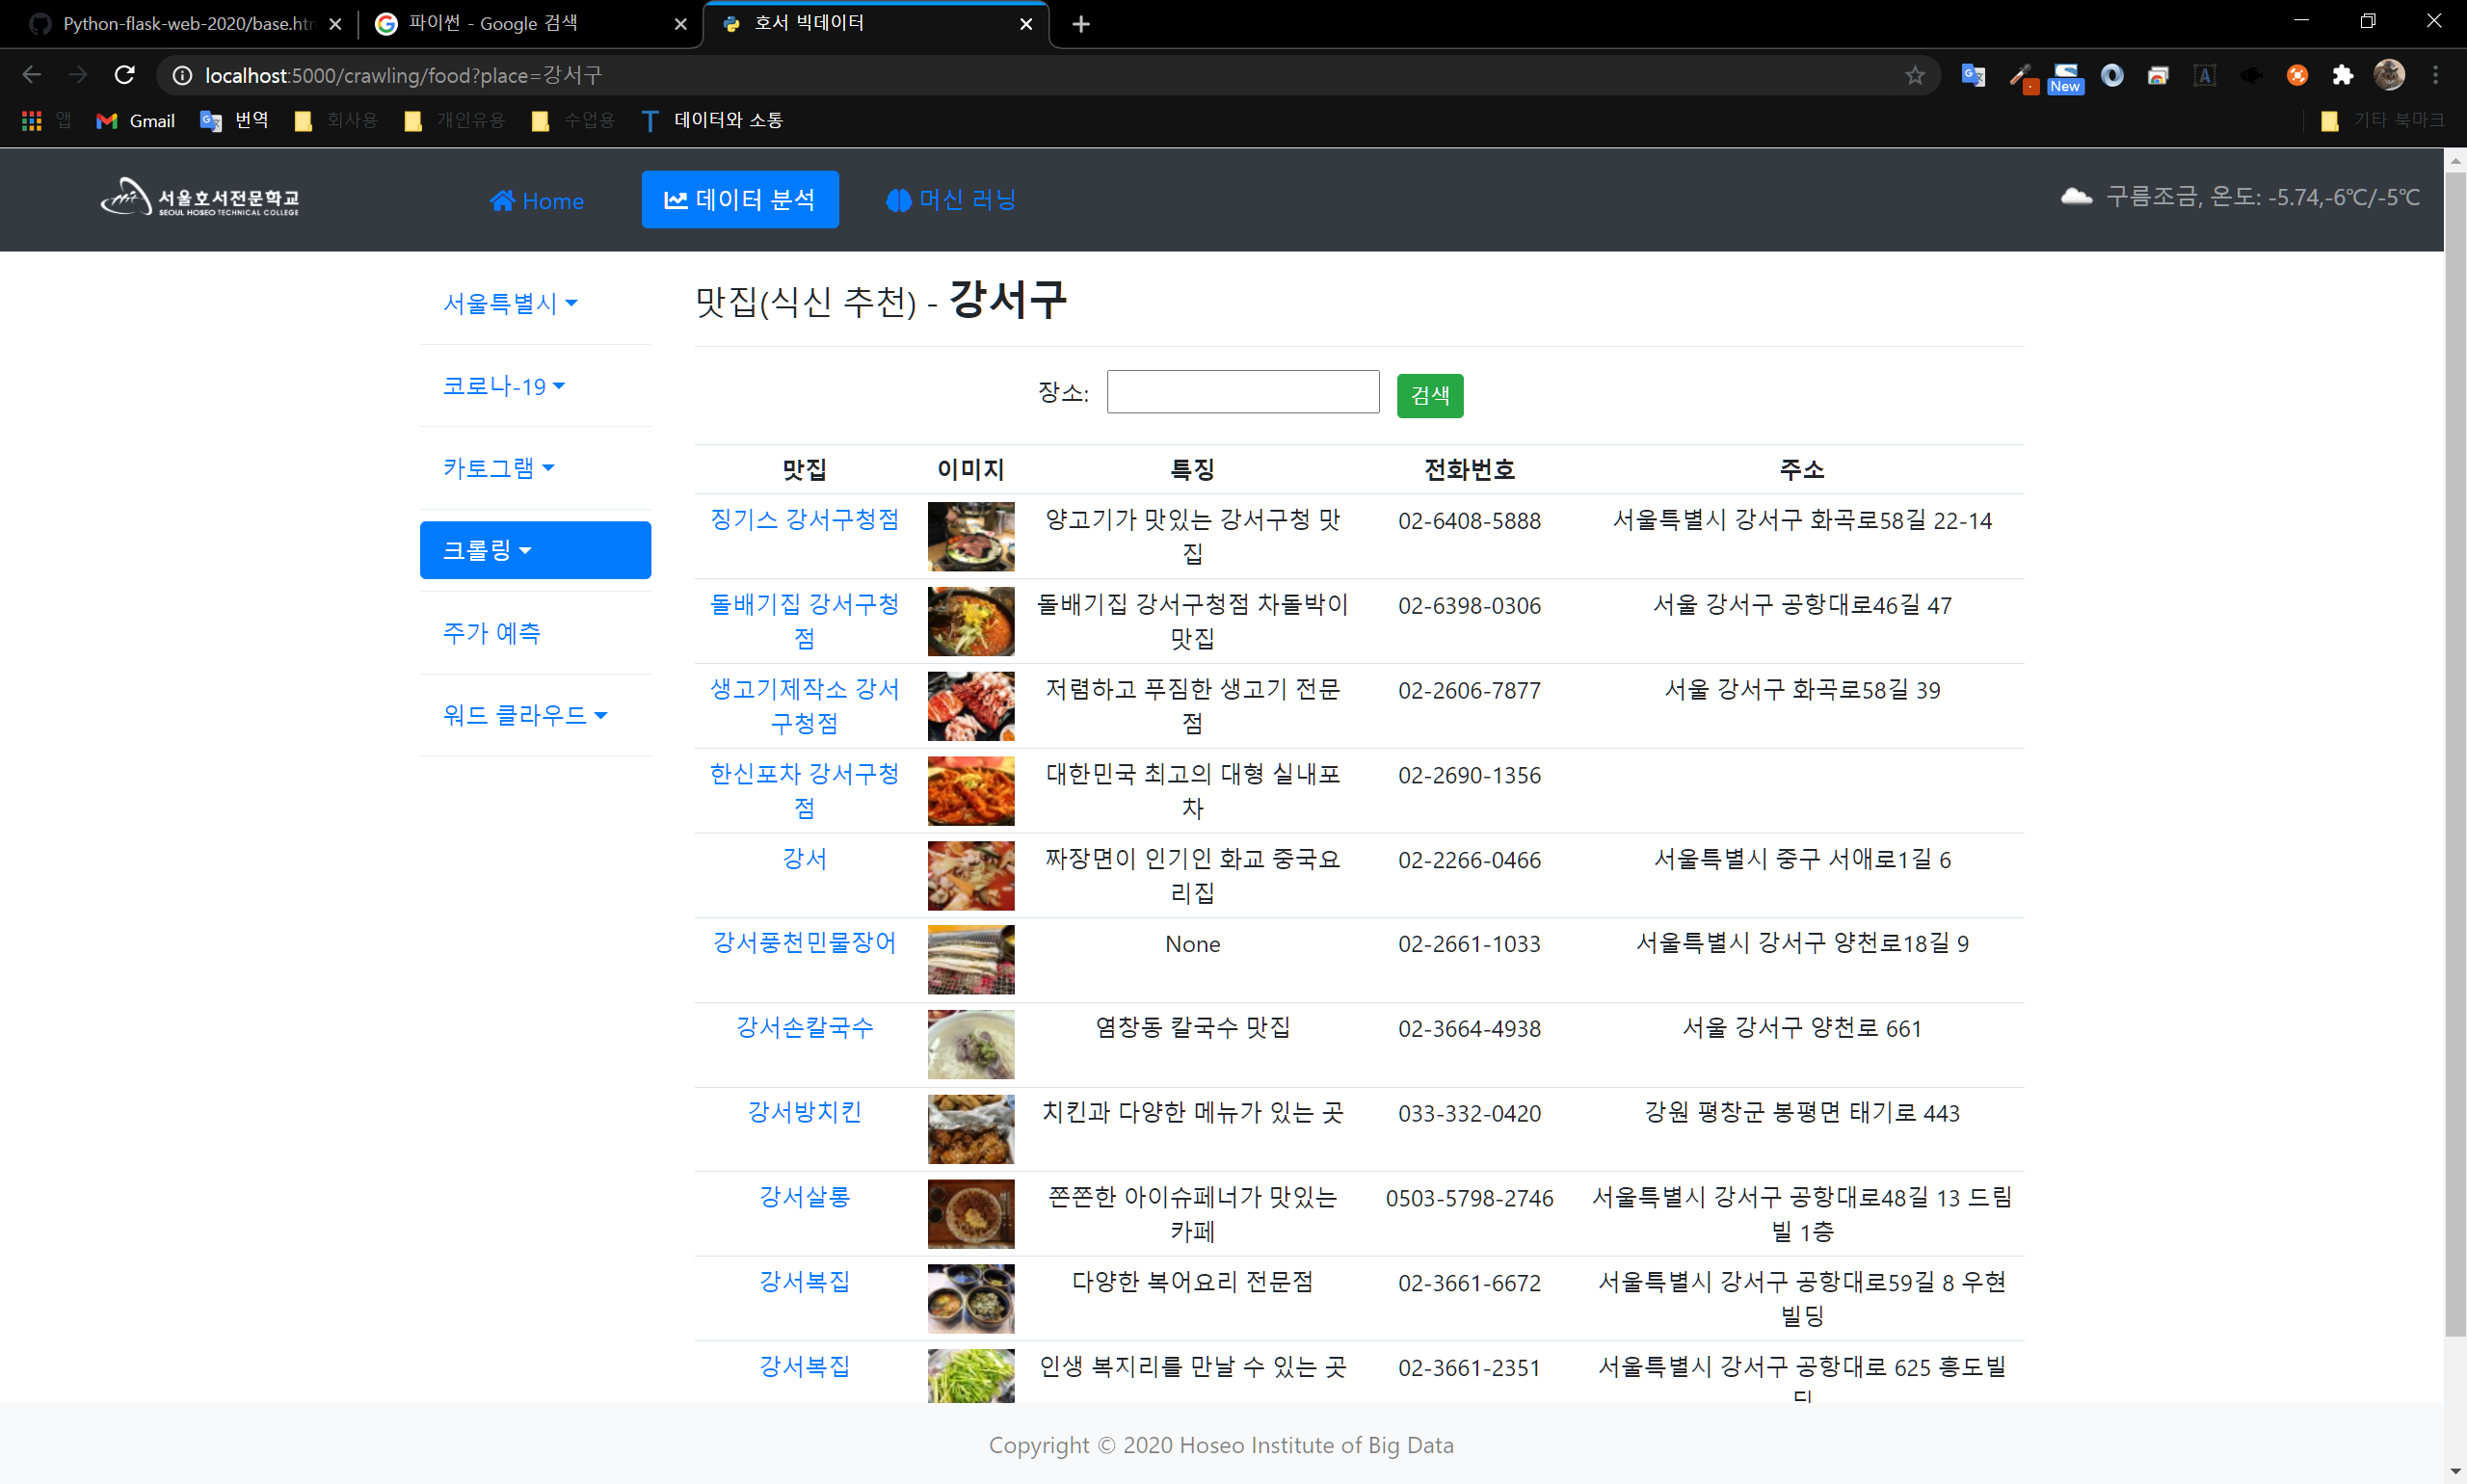 Python-flask-web-2020/base.htm
파이썬 - Google 검색
호서 빅데이터
localhost:5000/crawling/food?place=강서구
New
앱
Gmail
번역
회사용
개인유용
수업용
데이터와 소통
기타 북마크
서울호서전문학교
SEOUL HOSEO TECHNICAL COLLEGE
Home
데이터 분석
머신 러닝
구름조금, 온도: -5.74,-6℃/-5℃
서울특별시
코로나-19
카토그램
크롤링
주가 예측
워드 클라우드
맛집(식신 추천) - 강서구
장소:
검색
맛집 이미지 특징 전화번호 주소
징기스 강서구청점 양고기가 맛있는 강서구청 맛 02-6408-5888 서울특별시 강서구 화곡로58길 22-14
집
돌배기집 강서구청 돌배기집 강서구청점 차돌박이 02-6398-0306 서울 강서구 공항대로46길 47
점 맛집
생고기제작소 강서 저렴하고 푸짐한 생고기 전문 02-2606-7877 서울 강서구 화곡로58길 39
구청점 점
한신포차 강서구청 대한민국 최고의 대형 실내포 02-2690-1356
점 차
강서 짜장면이 인기인 화교 중국요 02-2266-0466 서울특별시 중구 서애로1길 6
리집
강서풍천민물장어 None 02-2661-1033 서울특별시 강서구 양천로18길 9
강서손칼국수 염창동 칼국수 맛집 02-3664-4938 서울 강서구 양천로 661
강서방치킨 치킨과 다양한 메뉴가 있는 곳 033-332-0420 강원 평창군 봉평면 태기로 443
강서살롱 쫀쫀한 아이슈페너가 맛있는 0503-5798-2746 서울특별시 강서구 공항대로48길 13 드림
카페 빌 1층
강서복집 다양한 복어요리 전문점 02-3661-6672 서울특별시 강서구 공항대로59길 8 우현
빌딩
강서복집 인생 복지리를 만날 수 있는 곳 02-3661-2351 서울특별시 강서구 공항대로 625 흥도빌
Copyright © 2020 Hoseo Institute of Big Data